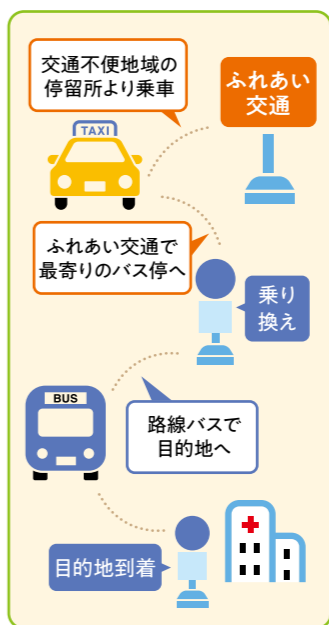 交通不便地域の
停留所より乗車
ふれあい
交通
TAXI
ふれあい交通で
最寄りのバス停へ
乗り
換え
BUS
路線バスで
目的地へ
目的地到着